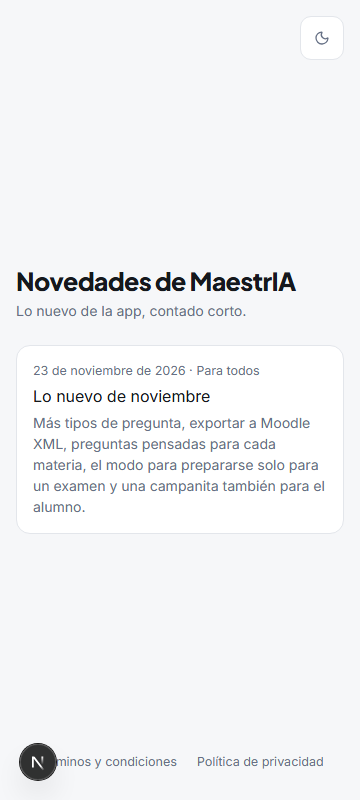 Novedades de MaestrIA
Lo nuevo de la app, contado corto.
23 de noviembre de 2026 · Para todos
Lo nuevo de noviembre
Más tipos de pregunta, exportar a Moodle
XML, preguntas pensadas para cada
materia, el modo para prepararse solo para
un examen y una campanita también para el
alumno.
N
minos y condiciones
Política de privacidad